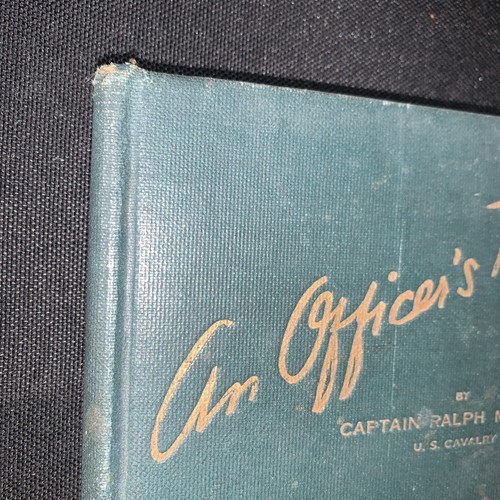 An Officer's
BY
CAPTAIN RALPH
U. S. CAVALRY